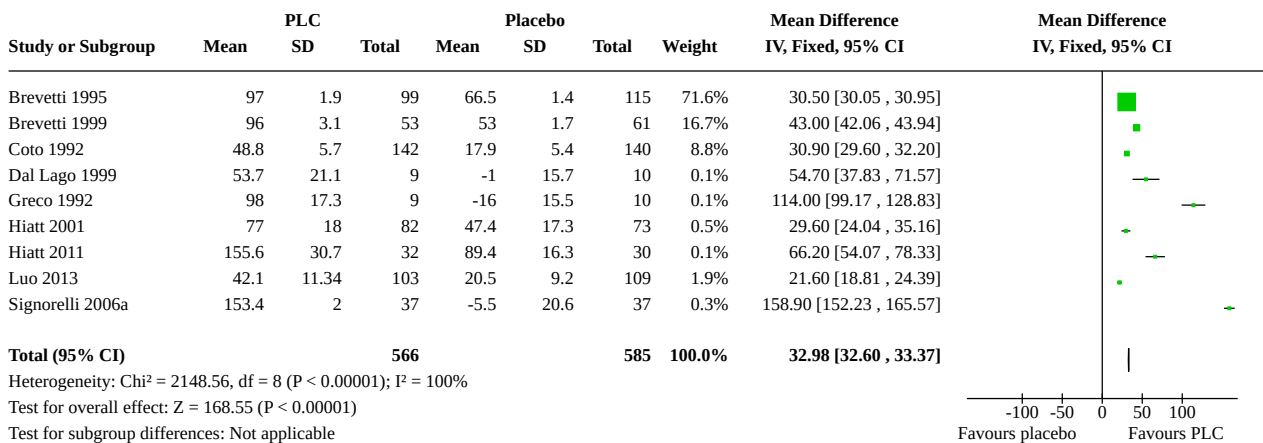 PLC Placebo Mean Difference Mean Difference
Study or Subgroup Mean SD Total Mean SD Total Weight IV, Fixed, 95% CI IV, Fixed, 95% CI
Brevetti 1995 97 1.9 99 66.5 1.4 115 71.6% 30.50 [30.05 , 30.95]
Brevetti 1999 96 3.1 53 53 1.7 61 16.7% 43.00 [42.06 , 43.94]
Coto 1992 48.8 5.7 142 17.9 5.4 140 8.8% 30.90 [29.60 , 32.20]
Dal Lago 1999 53.7 21.1 9 -1 15.7 10 0.1% 54.70 [37.83 , 71.57]
Greco 1992 98 17.3 9 -16 15.5 10 0.1% 114.00 [99.17 , 128.83]
Hiatt 2001 77 18 82 47.4 17.3 73 0.5% 29.60 [24.04 , 35.16]
Hiatt 2011 155.6 30.7 32 89.4 16.3 30 0.1% 66.20 [54.07 , 78.33]
Luo 2013 42.1 11.34 103 20.5 9.2 109 1.9% 21.60 [18.81 , 24.39]
Signorelli 2006a 153.4 2 37 -5.5 20.6 37 0.3% 158.90 [152.23 , 165.57]
Total (95% CI) 566 585 100.0% 32.98 [32.60 , 33.37]
Heterogeneity: Chi² = 2148.56, df = 8 (P < 0.00001); I² = 100%
Test for overall effect: Z = 168.55 (P < 0.00001)
Test for subgroup differences: Not applicable
-100 -50 0 50 100
Favours placebo Favours PLC